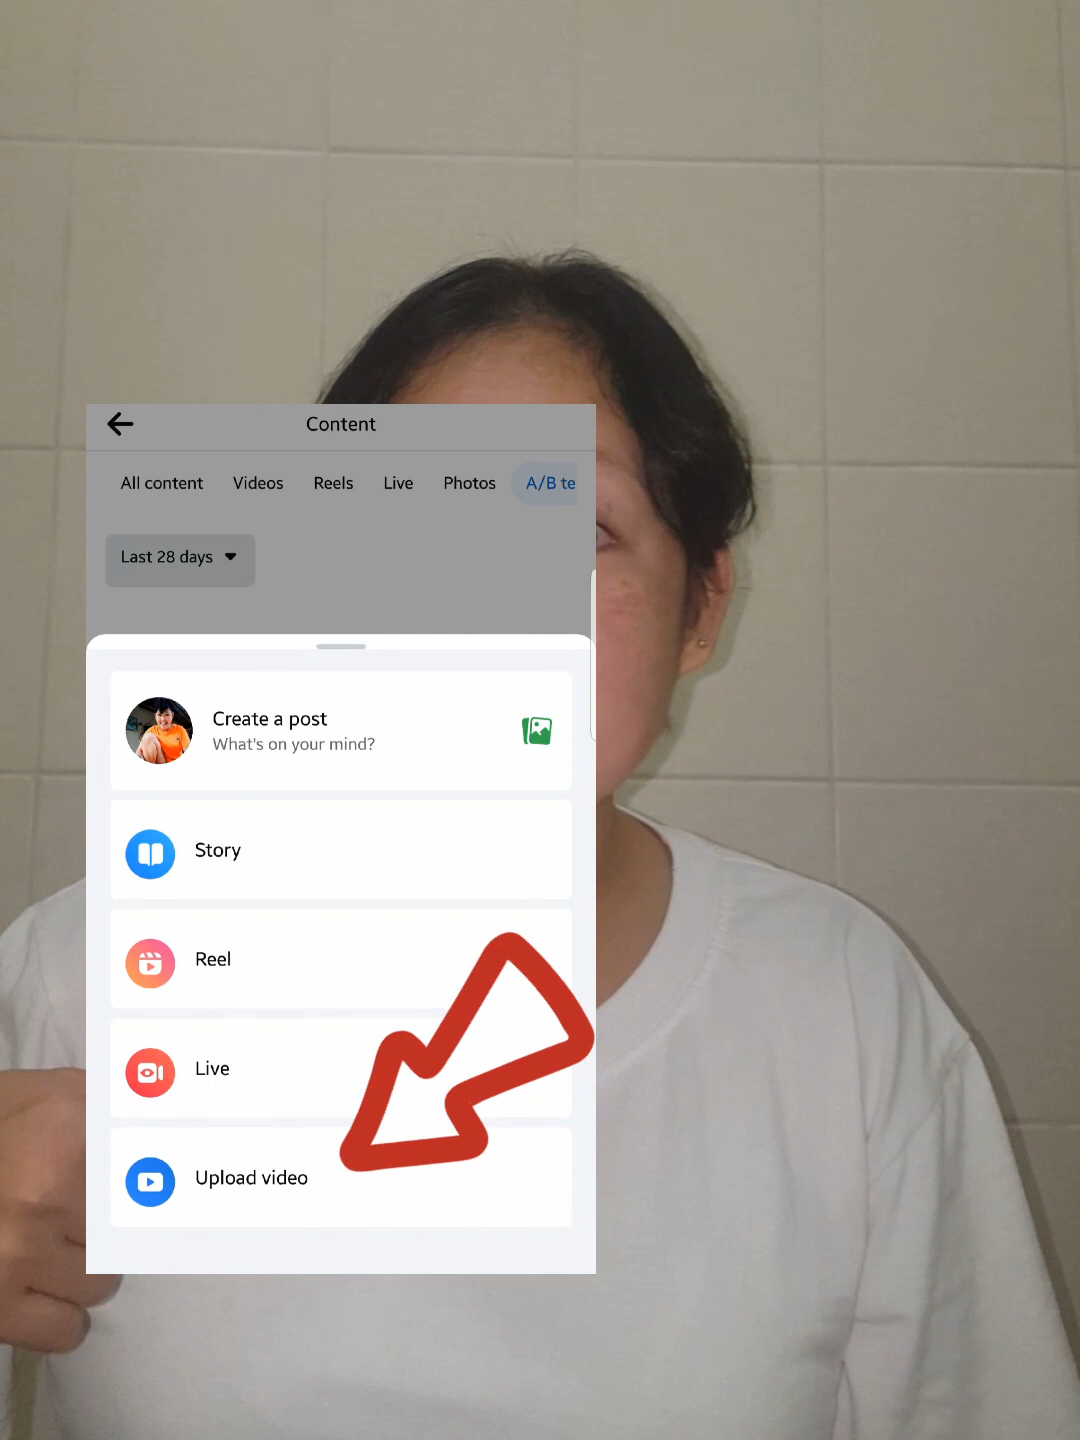 Content
All content Videos Reels Live Photos A/B te
Last 28 days
Create a post
What's on your mind?
Story
Reel
Live
Upload video